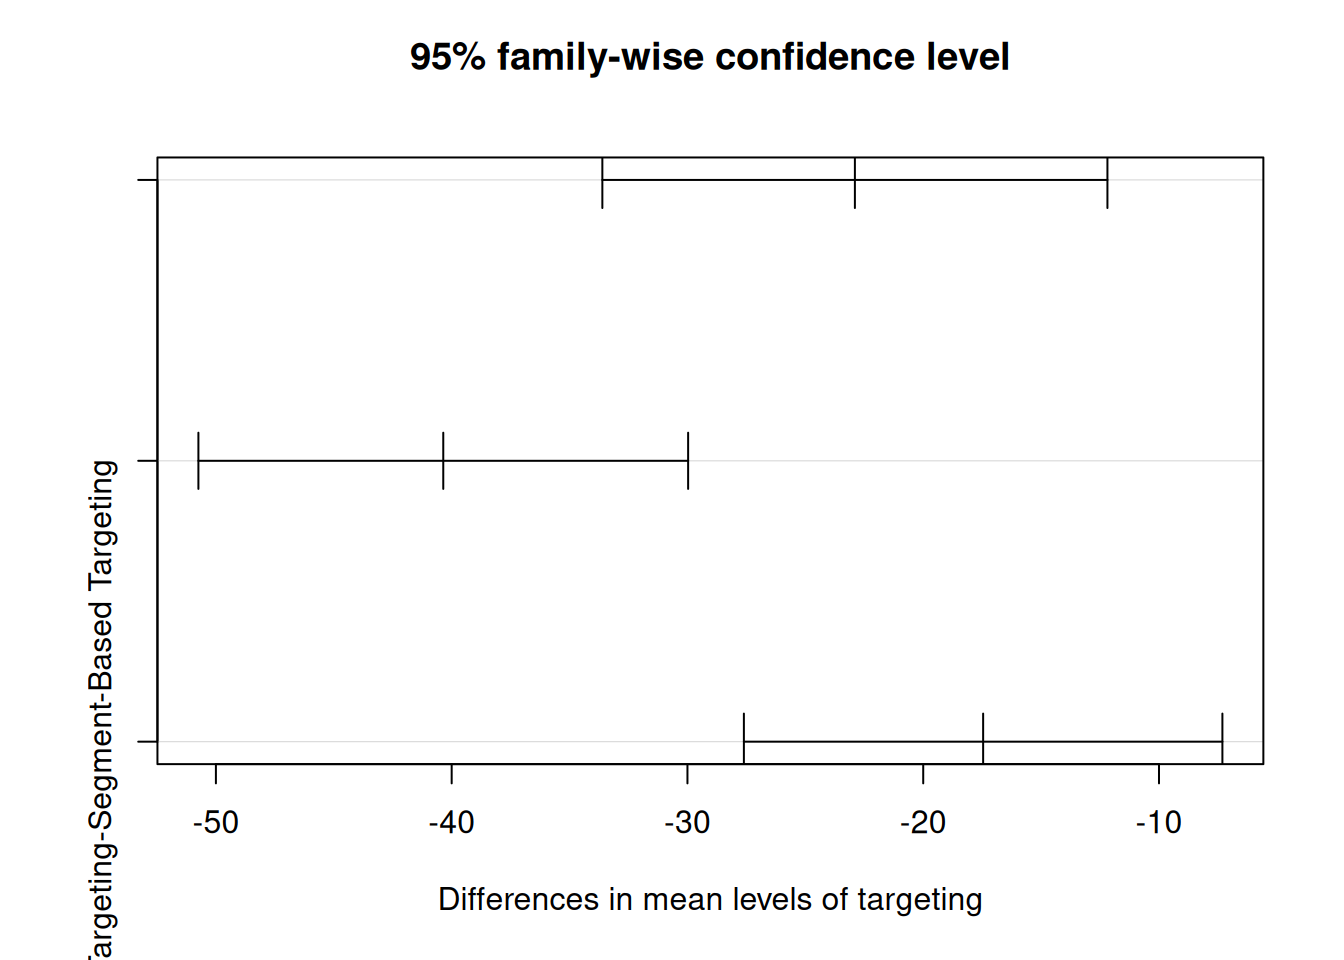 95% family-wise confidence level
Targeting-Segment-Based Targeting
-50 -40 -30 -20 -10
Differences in mean levels of targeting